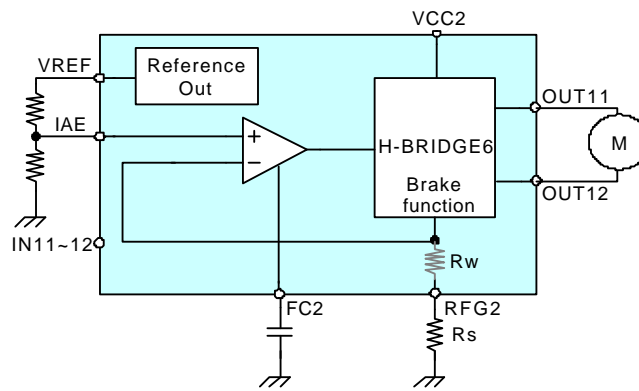 VCC2
VREF
Reference
Out
OUT11
IAE
+
−
H-BRIDGE6
M
Brake
function
OUT12
IN11~12
Rw
FC2
RFG2
Rs